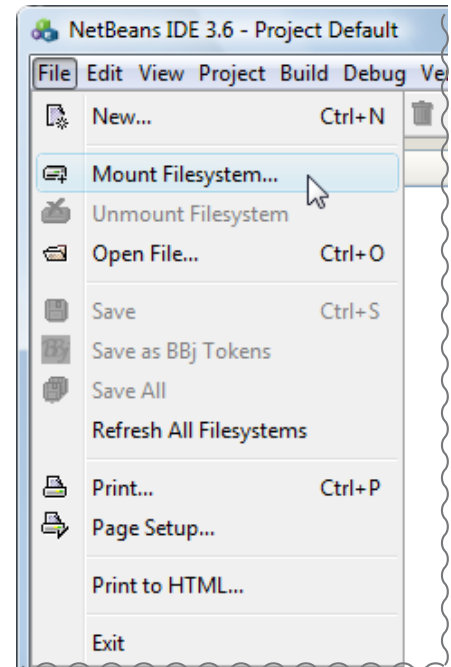 NetBeans IDE 3.6 - Project Default
File Edit View Project Build Debug
New... Ctrl+N
Mount Filesystem...
Unmount Filesystem
Open File... Ctrl+O
Save Ctrl+S
Save as BBj Tokens
Save All
Refresh All Filesystems
Print... Ctrl+P
Page Setup...
Print to HTML...
Exit